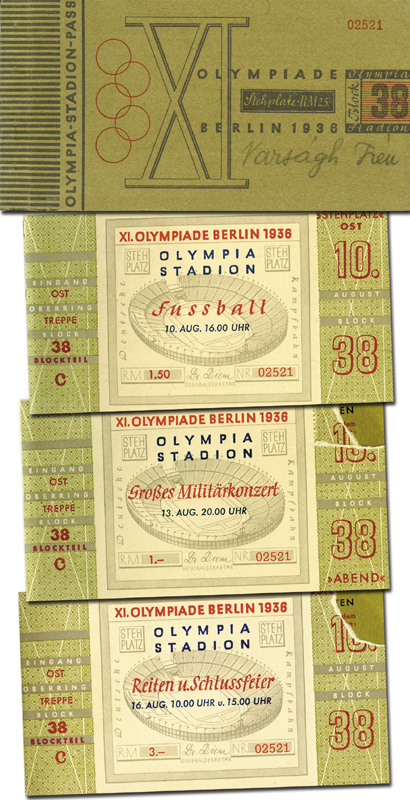 OLYMPIA-STADION-PASS
02521
XI
OLYMPIADE
BERLIN 1936
Stehplatz·RM 25
Olympia
Block
38
Stadion
Varságh Iren
XI. OLYMPIADE BERLIN 1936
STEH PLATZ
OLYMPIA
STADION
STEH PLATZ
Deutsche
Kampfbahn
Fussball
10. AUG. 16.00 UHR
RM 1.50
Dr. Diem
GENERALSEKRETÄR
NR 02521
EINGANG
OST
OBERRING
TREPPE
BLOCK
38
BLOCKTEIL
C
»STEHPLATZ«
OST
10.
AUGUST
BLOCK
38
XI. OLYMPIADE BERLIN 1936
STEH PLATZ
OLYMPIA
STADION
STEH PLATZ
Deutsche
Kampfbahn
Großes Militärkonzert
13. AUG. 20.00 UHR
RM 1.–
Dr. Diem
GENERALSEKRETÄR
NR 02521
EINGANG
OST
OBERRING
TREPPE
BLOCK
38
BLOCKTEIL
C
AUGUST
BLOCK
38
»ABEND«
XI. OLYMPIADE BERLIN 1936
STEH PLATZ
OLYMPIA
STADION
STEH PLATZ
Deutsche
Kampfbahn
Reiten u. Schlussfeier
16. AUG. 10.00 UHR u. 15.00 UHR
RM 3.–
Dr. Diem
GENERALSEKRETÄR
NR 02521
EINGANG
OST
OBERRING
TREPPE
BLOCK
38
BLOCKTEIL
C
AUGUST
BLOCK
38